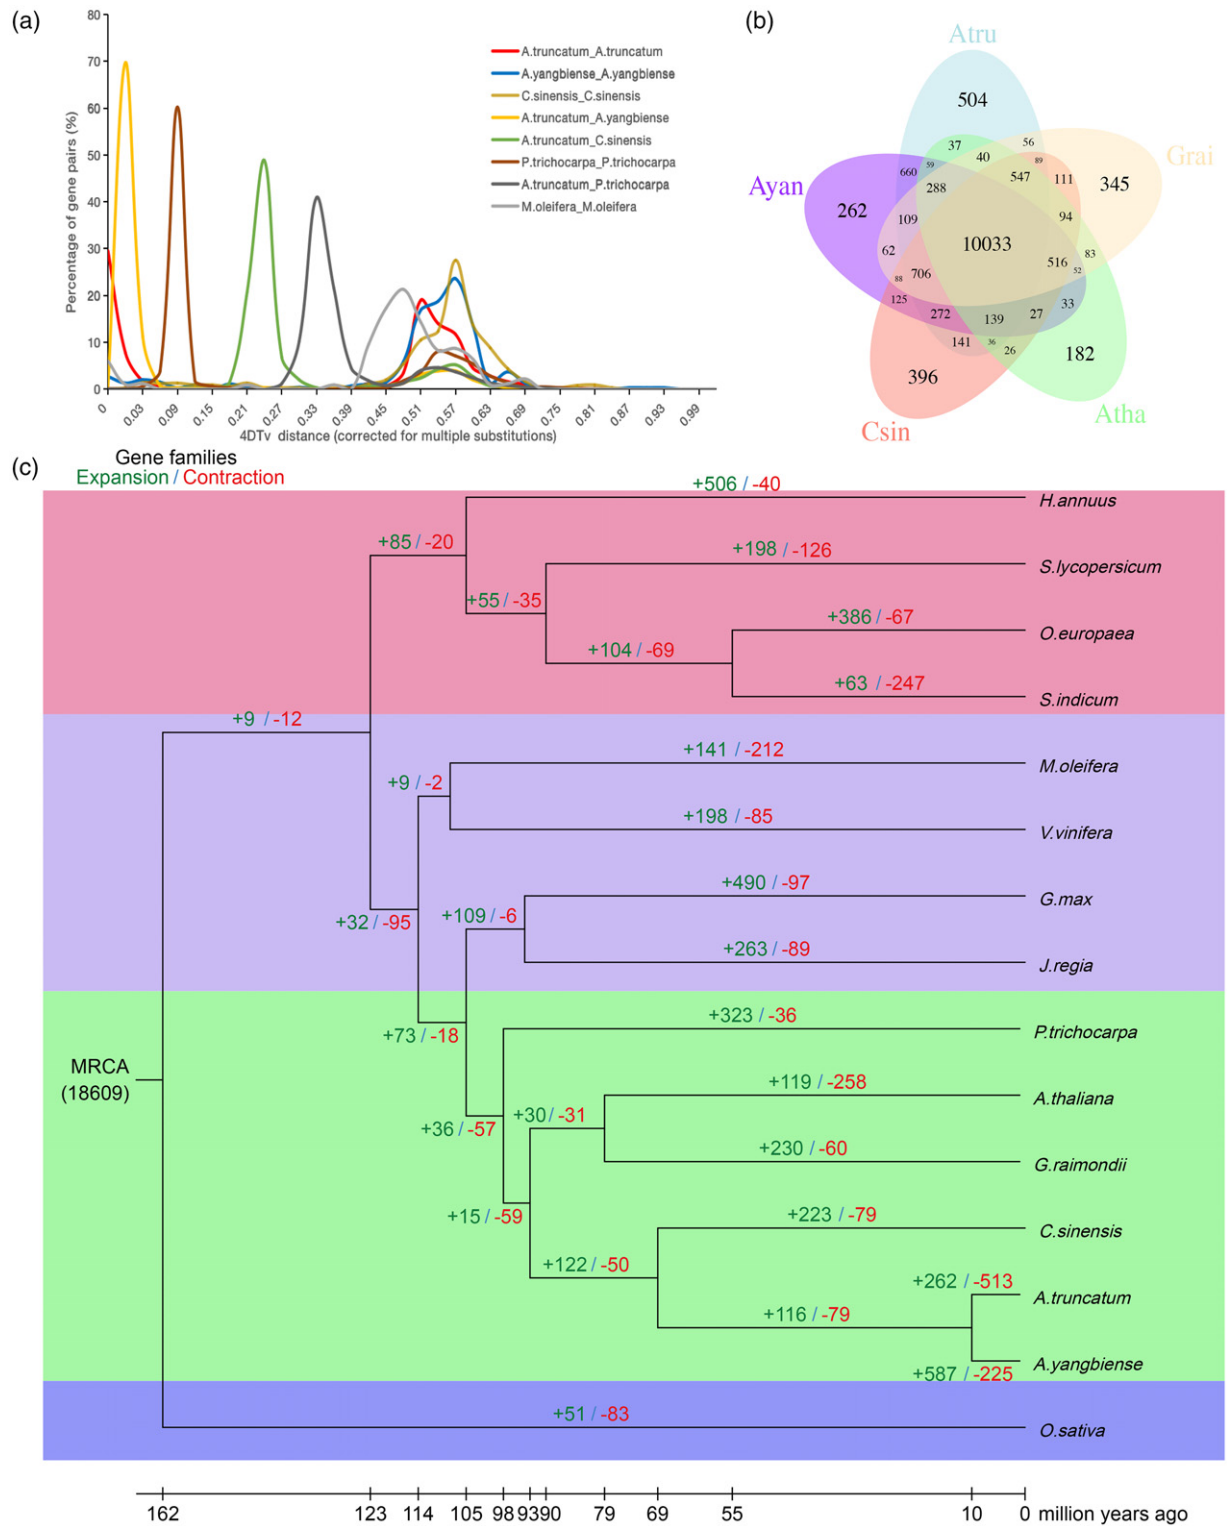 (a)
80
70
60
50
40
30
20
10
0
Percentage of gene pairs (%)
A.truncatum_A.truncatum
A.yangbiense_A.yangbiense
C.sinensis_C.sinensis
A.truncatum_A.yangbiense
A.truncatum_C.sinensis
P.trichocarpa_P.trichocarpa
A.truncatum_P.trichocarpa
M.oleifera_M.oleifera
0 0.03 0.09 0.15 0.21 0.27 0.33 0.39 0.45 0.51 0.57 0.63 0.69 0.75 0.81 0.87 0.93 0.99
4DTv distance (corrected for multiple substitutions)
(b)
Atru
504
Grai
37 40 56 89
Ayan
660 59 288 547 111 345
262 109 94
62 10033 83
88 706 516 52
125 272 139 27 33
141 36 26 182
396
Csin
Atha
(c)
Gene families
Expansion / Contraction
+506 / -40
H.annuus
+85 / -20
+198 / -126
S.lycopersicum
+55 / -35
+386 / -67
O.europaea
+104 / -69
+63 / -247
S.indicum
+9 / -12
+141 / -212
M.oleifera
+9 / -2
+198 / -85
V.vinifera
+490 / -97
G.max
+32 / -95
+109 / -6
+263 / -89
J.regia
+323 / -36
P.trichocarpa
+73 / -18
MRCA
(18609)
+119 / -258
A.thaliana
+30 / -31
+36 / -57
+230 / -60
G.raimondii
+15 / -59
+223 / -79
C.sinensis
+122 / -50
+262 / -513
A.truncatum
+116 / -79
A.yangbiense
+587 / -225
+51 / -83
O.sativa
162 123 114 105 98 93 90 79 69 55 10 0 million years ago